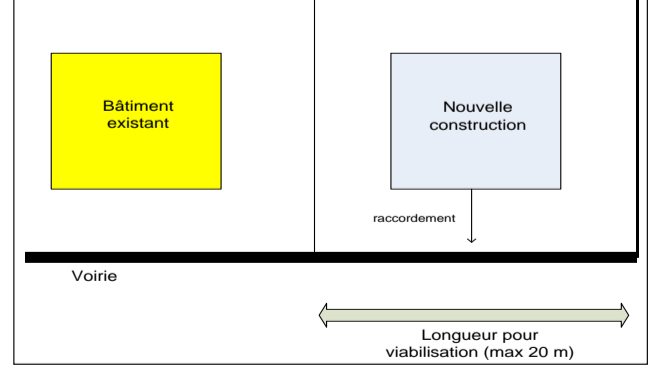 Bâtiment
existant
Nouvelle
construction
raccordement
Voirie
Longueur pour
viabilisation (max 20 m)